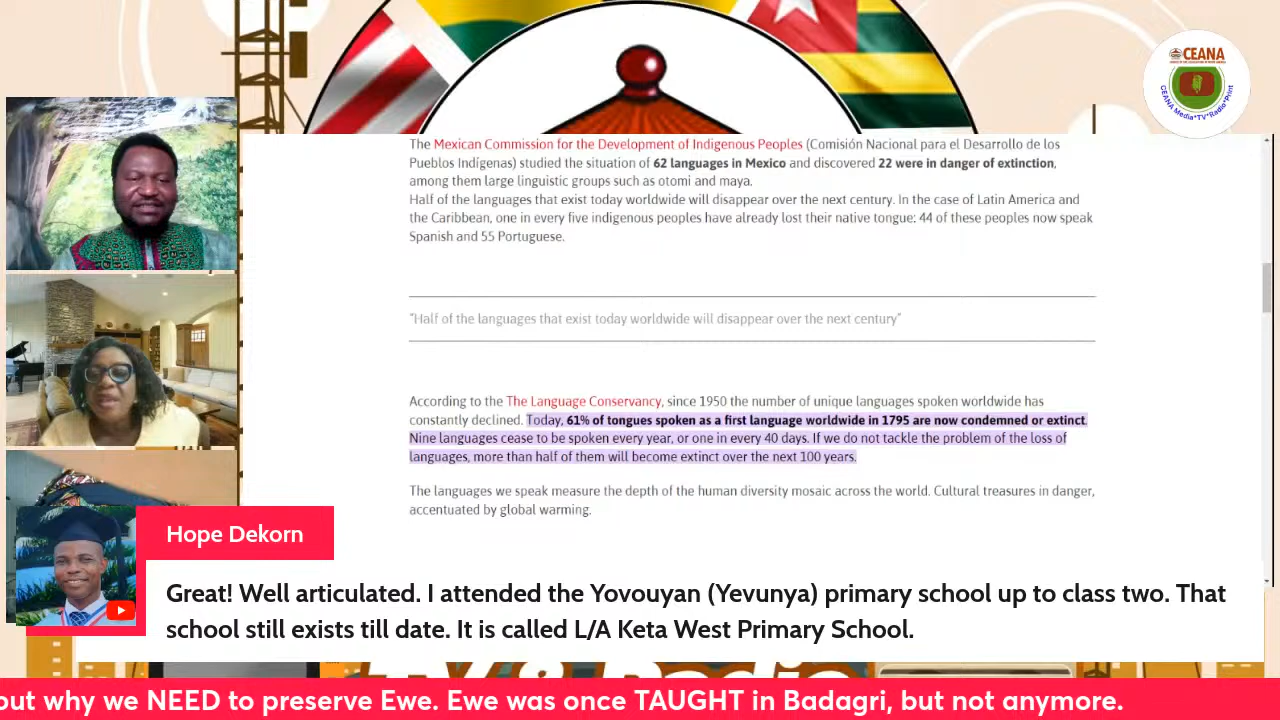 CEANA
CEANA Media*TV*Radio*Print
The Mexican Commission for the Development of Indigenous Peoples (Comisión Nacional para el Desarrollo de los
Pueblos Indígenas) studied the situation of 62 languages in Mexico and discovered 22 were in danger of extinction,
among them large linguistic groups such as otomi and maya.
Half of the languages that exist today worldwide will disappear over the next century. In the case of Latin America and
the Caribbean, one in every five indigenous peoples have already lost their native tongue: 44 of these peoples now speak
Spanish and 55 Portuguese.
"Half of the languages that exist today worldwide will disappear over the next century"
According to the The Language Conservancy, since 1950 the number of unique languages spoken worldwide has
constantly declined. Today, 61% of tongues spoken as a first language worldwide in 1795 are now condemned or extinct.
Nine languages cease to be spoken every year, or one in every 40 days. If we do not tackle the problem of the loss of
languages, more than half of them will become extinct over the next 100 years.
The languages we speak measure the depth of the human diversity mosaic across the world. Cultural treasures in danger,
accentuated by global warming.
Hope Dekorn
Great! Well articulated. I attended the Yovouyan (Yevunya) primary school up to class two. That
school still exists till date. It is called L/A Keta West Primary School.
out why we NEED to preserve Ewe. Ewe was once TAUGHT in Badagri, but not anymore.